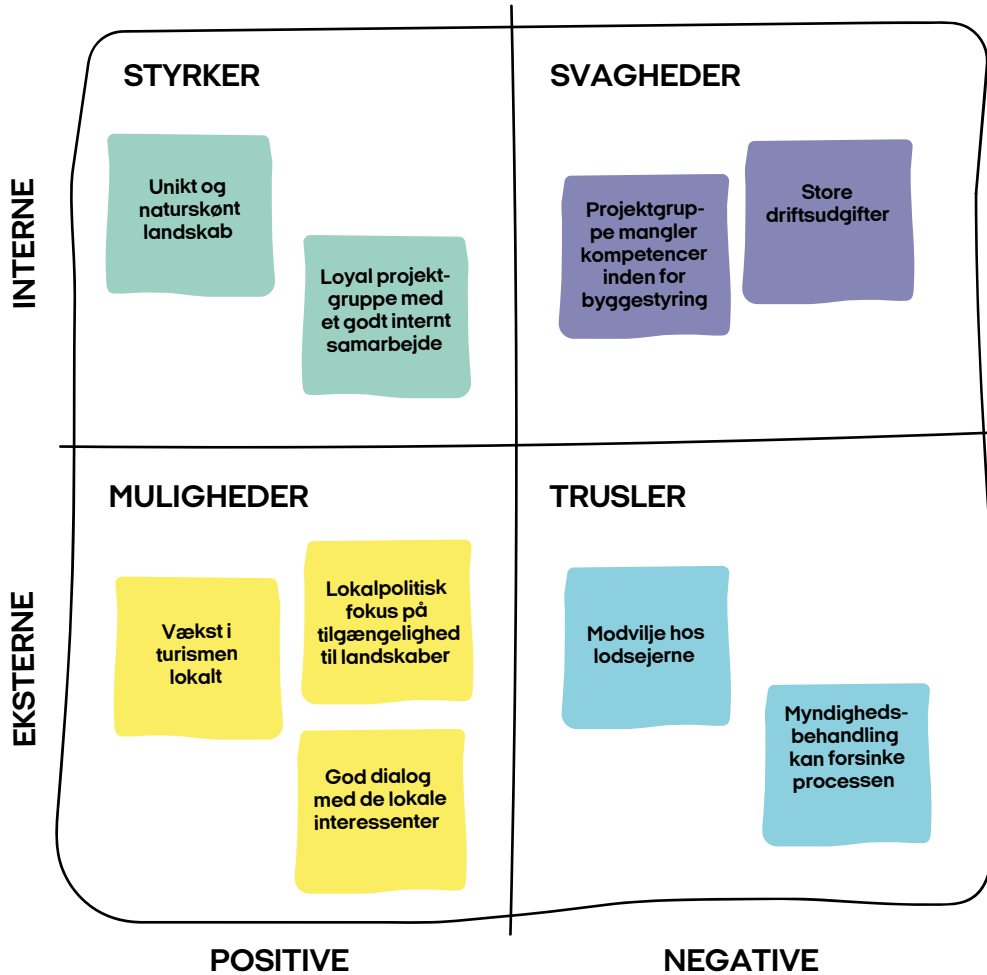 STYRKER
SVAGHEDER
INTERNE
Unikt og
naturskønt
landskab
Loyal projekt-
gruppe med
et godt internt
samarbejde
Projektgrup-
pe mangler
kompetencer
inden for
byggestyring
Store
driftsudgifter
MULIGHEDER
TRUSLER
EKSTERNE
Vækst i
turismen
lokalt
Lokalpolitisk
fokus på
tilgængelighed
til landskaber
God dialog
med de lokale
interessenter
Modvilje hos
lodsejerne
Myndigheds-
behandling
kan forsinke
processen
POSITIVE
NEGATIVE